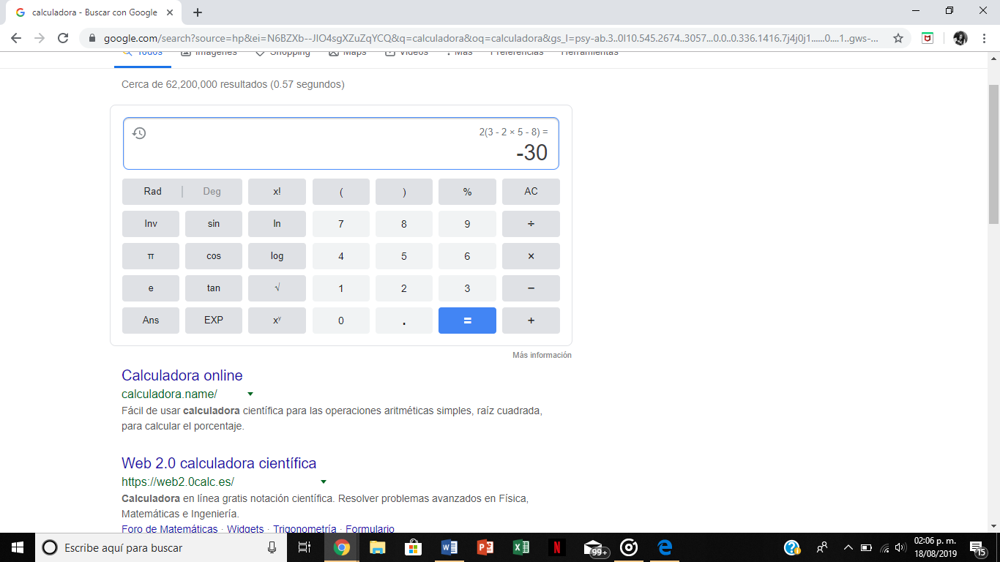 calculadora - Buscar con Google
google.com/search?source=hp&ei=N6BZXb--JIO4sgXZuZqYCQ&q=calculadora&oq=calculadora&gs_l=psy-ab.3..0l10.545.2674..3057...0.0..0.336.1416.7j4j0j1......0....1..gws-...
Todos Imágenes Shopping Maps Videos Más Preferencias Herramientas
Cerca de 62,200,000 resultados (0.57 segundos)
2(3 - 2 × 5 - 8) =
-30
Rad | Deg x! ( ) % AC
Inv sin ln 7 8 9 ÷
π cos log 4 5 6 ×
e tan √ 1 2 3 −
Ans EXP xʸ 0 . = +
Más información
Calculadora online
calculadora.name/
Fácil de usar calculadora científica para las operaciones aritméticas simples, raíz cuadrada,
para calcular el porcentaje.
Web 2.0 calculadora científica
https://web2.0calc.es/
Calculadora en línea gratis notación científica. Resolver problemas avanzados en Física,
Matemáticas e Ingeniería.
Foro de Matemáticas · Widgets · Trigonometría · Formulario
Escribe aquí para buscar
99+
02:06 p. m.
18/08/2019
15